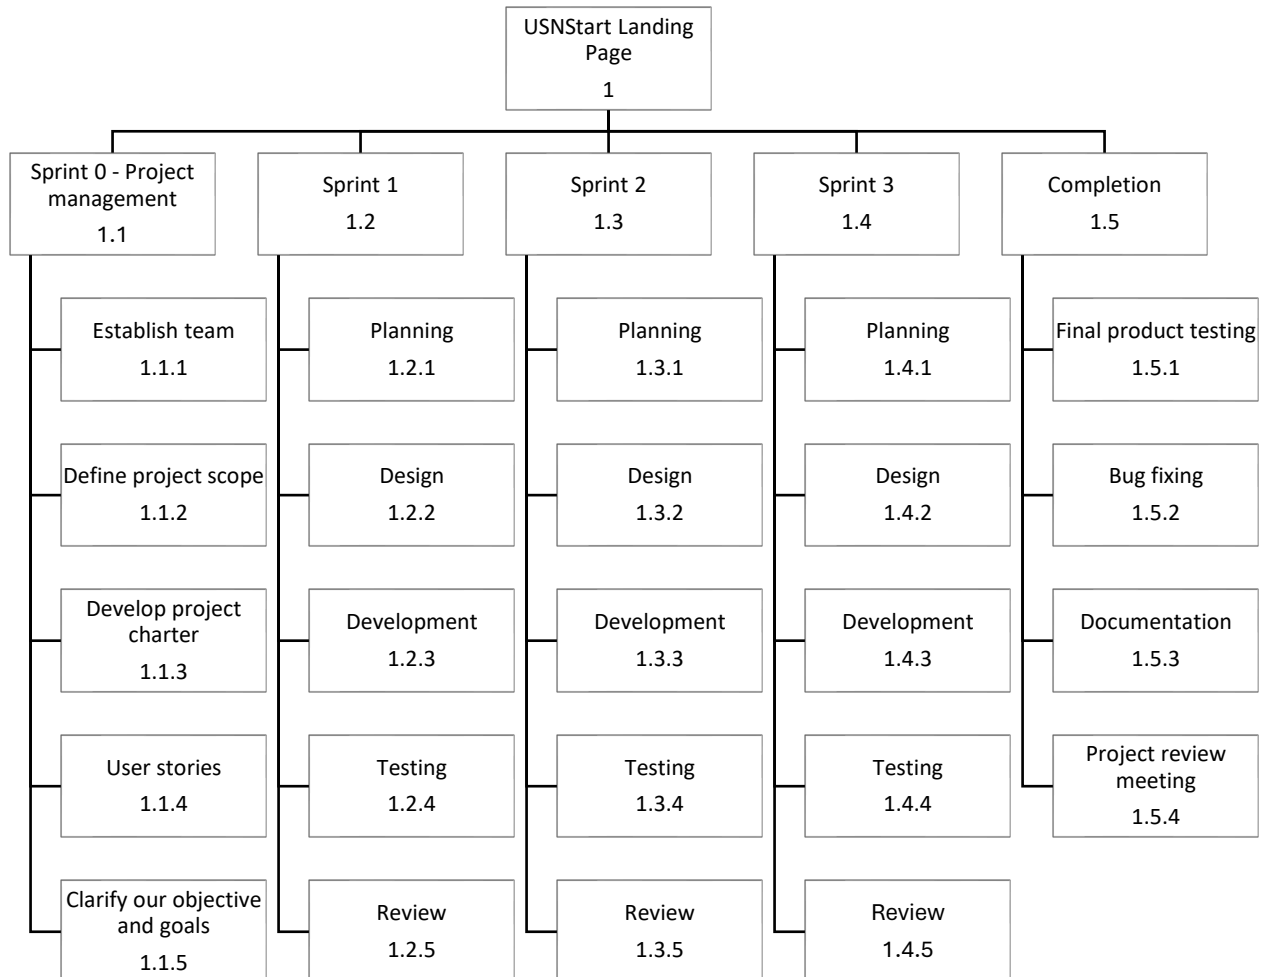 USNStart Landing
Page
1
Sprint 0 - Project
management
1.1
Sprint 1
1.2
Sprint 2
1.3
Sprint 3
1.4
Completion
1.5
Establish team
1.1.1
Planning
1.2.1
Planning
1.3.1
Planning
1.4.1
Final product testing
1.5.1
Define project scope
1.1.2
Design
1.2.2
Design
1.3.2
Design
1.4.2
Bug fixing
1.5.2
Develop project
charter
1.1.3
Development
1.2.3
Development
1.3.3
Development
1.4.3
Documentation
1.5.3
User stories
1.1.4
Testing
1.2.4
Testing
1.3.4
Testing
1.4.4
Project review
meeting
1.5.4
Clarify our objective
and goals
1.1.5
Review
1.2.5
Review
1.3.5
Review
1.4.5